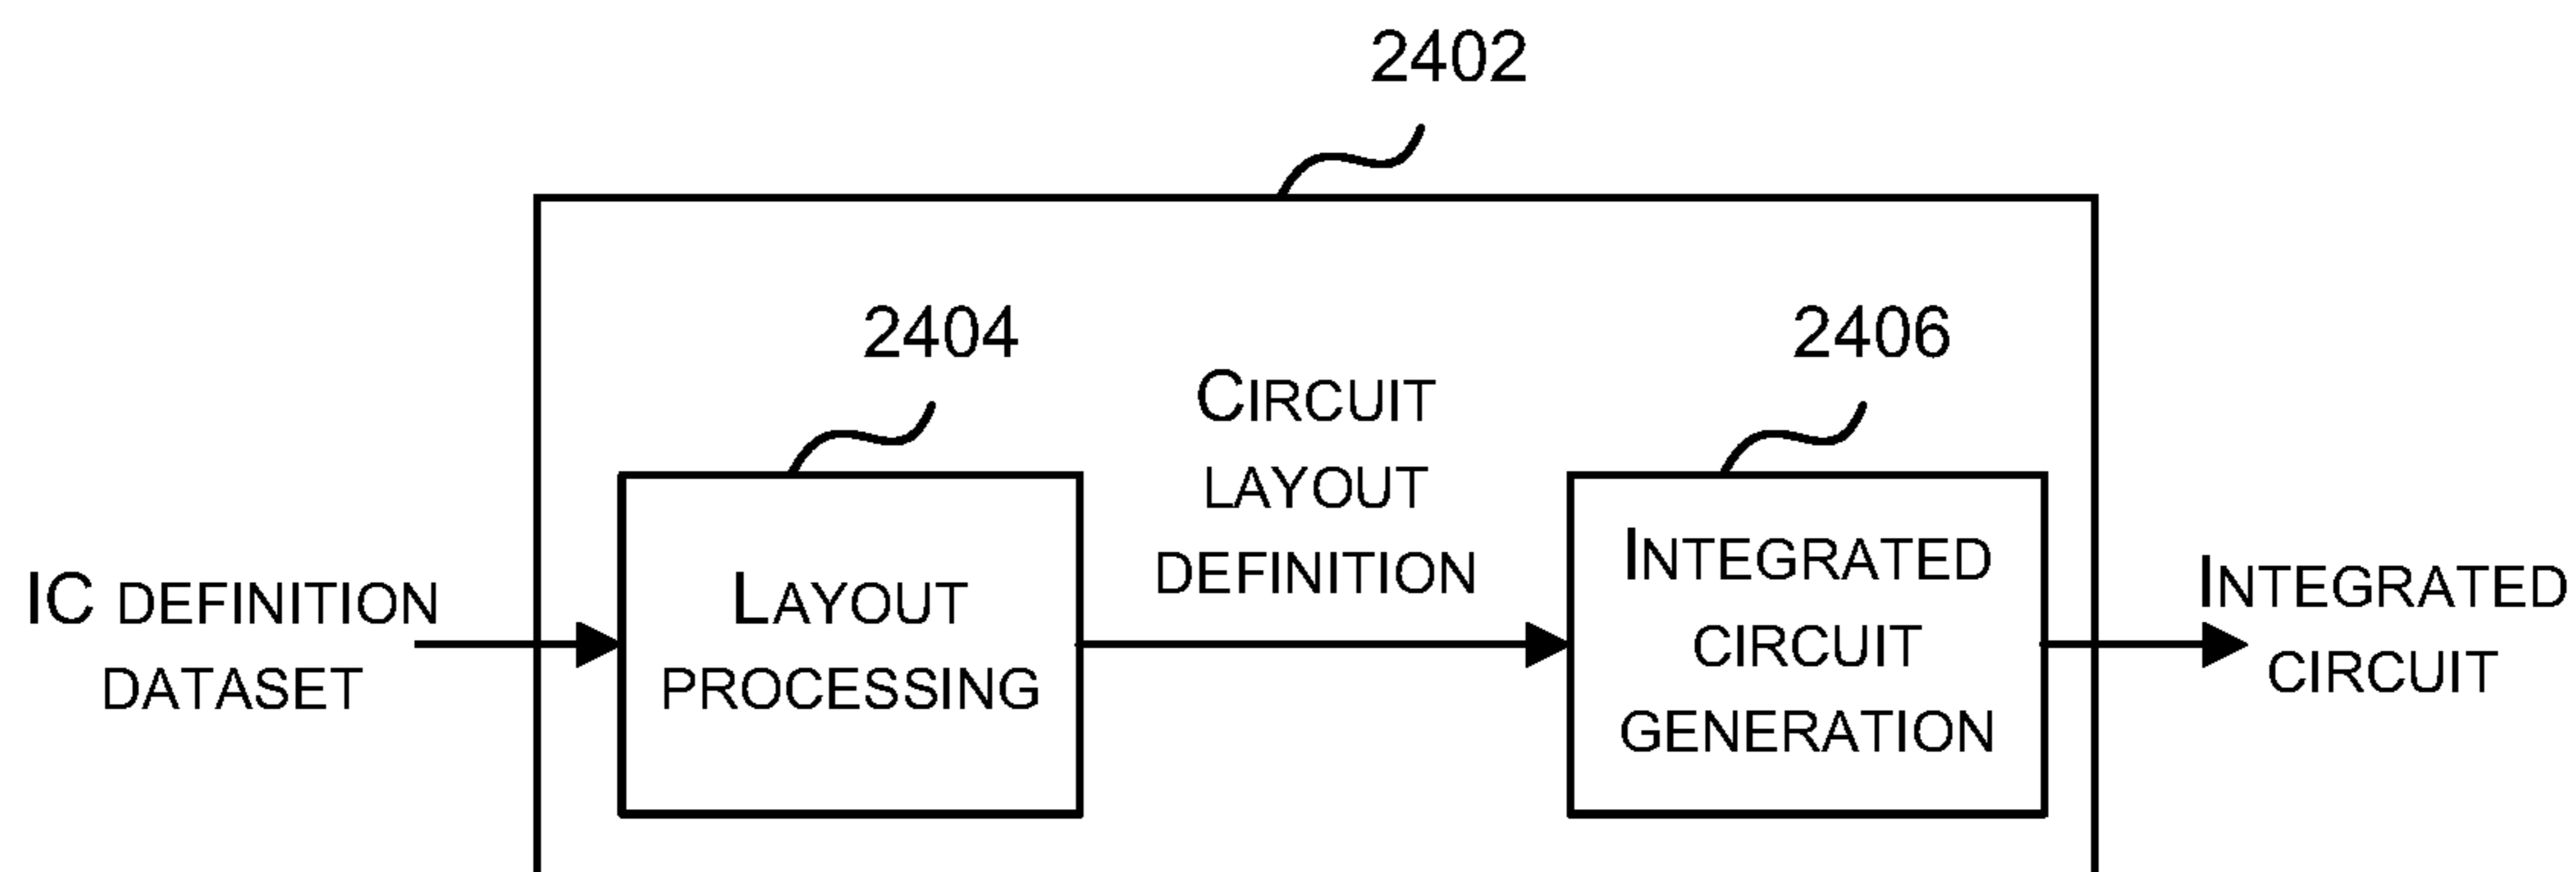 2402
2404
2406
CIRCUIT
LAYOUT
DEFINITION
IC DEFINITION
DATASET
LAYOUT
PROCESSING
INTEGRATED
CIRCUIT
GENERATION
INTEGRATED
CIRCUIT